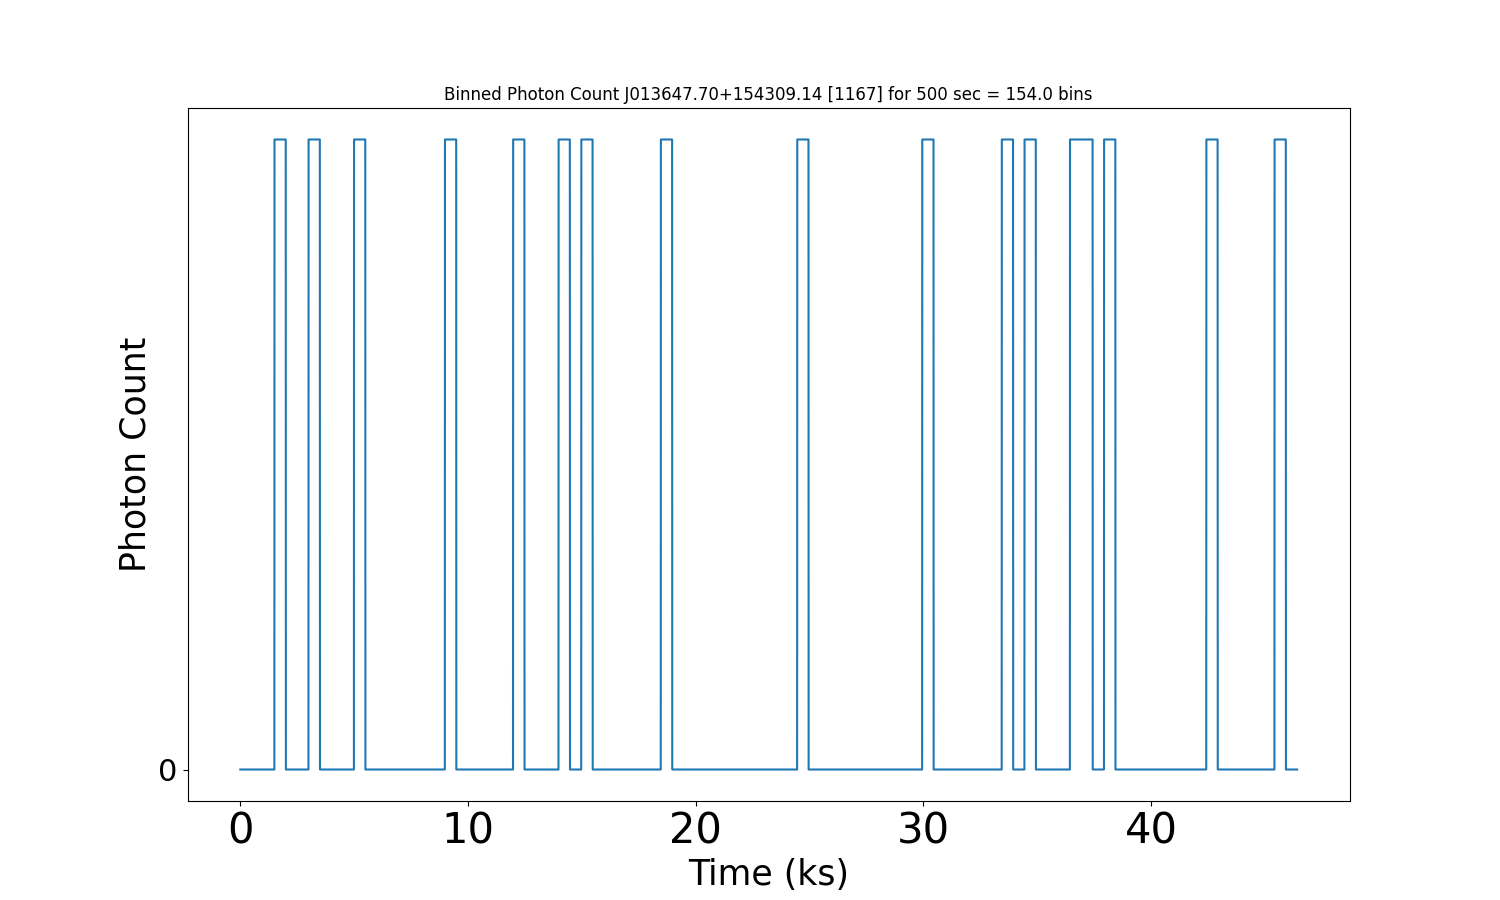 Binned Photon Count J013647.70+154309.14 [1167] for 500 sec = 154.0 bins
Photon Count
0
0 10 20 30 40
Time (ks)